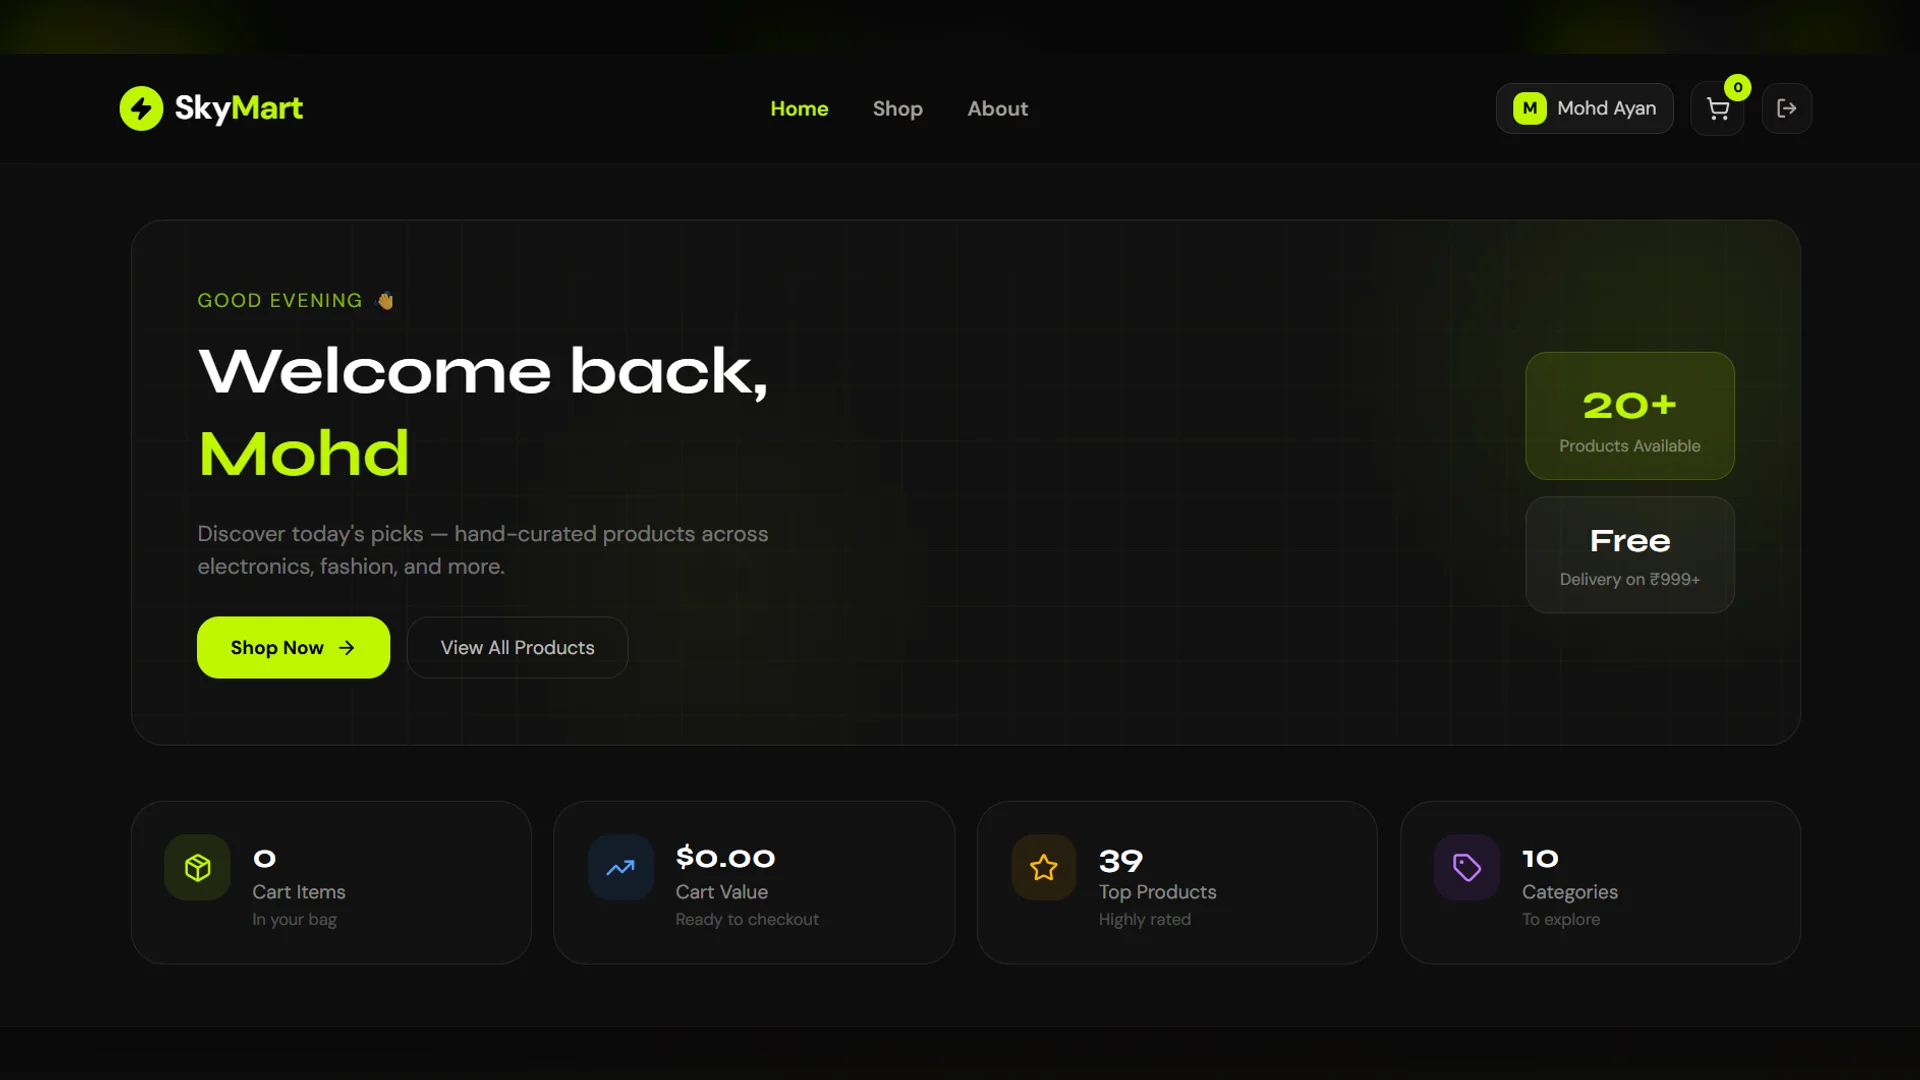 SkyMart
Home
Shop
About
M
Mohd Ayan
0
GOOD EVENING 👋
Welcome back,
Mohd
Discover today's picks — hand-curated products across
electronics, fashion, and more.
Shop Now →
View All Products
20+
Products Available
Free
Delivery on ₹999+
0
Cart Items
In your bag
$0.00
Cart Value
Ready to checkout
39
Top Products
Highly rated
10
Categories
To explore